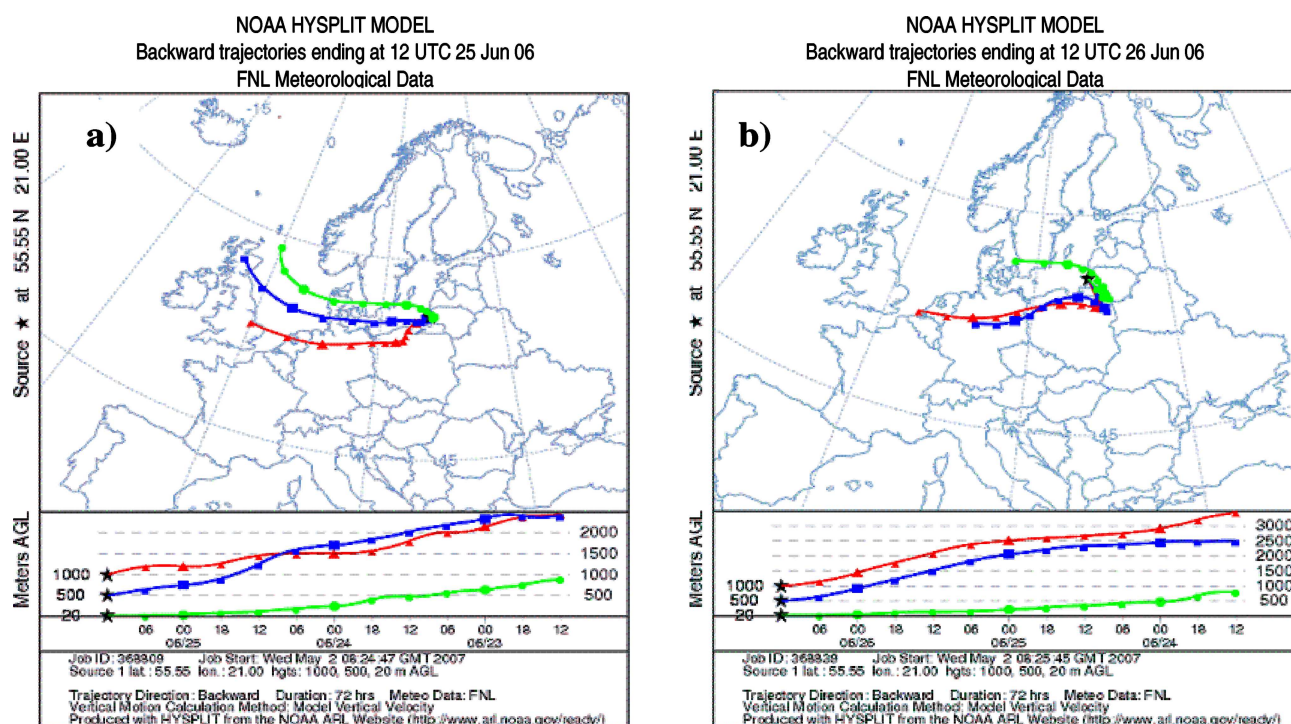 NOAA HYSPLIT MODEL
Backward trajectories ending at 12 UTC 25 Jun 06
FNL Meteorological Data
a)
Source ★ at 55.55 N 21.00 E
-15
0
45
Meters AGL
2000
1500
1000
500
1000
500
20
06 00 18 12 06 00 18 12 06 00 18 12
06/25 06/24 06/23
Job ID: 368809 Job Start: Wed May 2 08:24:47 GMT 2007
Source 1 lat.: 55.55 lon.: 21.00 hgts: 1000, 500, 20 m AGL
Trajectory Direction: Backward Duration: 72 hrs Meteo Data: FNL
Vertical Motion Calculation Method: Model Vertical Velocity
Produced with HYSPLIT from the NOAA ARL Website (http://www.arl.noaa.gov/ready/)
NOAA HYSPLIT MODEL
Backward trajectories ending at 12 UTC 26 Jun 06
FNL Meteorological Data
b)
Source ★ at 55.55 N 21.00 E
-15
0
45
Meters AGL
3000
2500
2000
1500
1000
500
1000
500
20
06 00 18 12 06 00 18 12 06 00 18 12
06/26 06/25 06/24
Job ID: 368839 Job Start: Wed May 2 08:25:45 GMT 2007
Source 1 lat.: 55.55 lon.: 21.00 hgts: 1000, 500, 20 m AGL
Trajectory Direction: Backward Duration: 72 hrs Meteo Data: FNL
Vertical Motion Calculation Method: Model Vertical Velocity
Produced with HYSPLIT from the NOAA ARL Website (http://www.arl.noaa.gov/ready/)